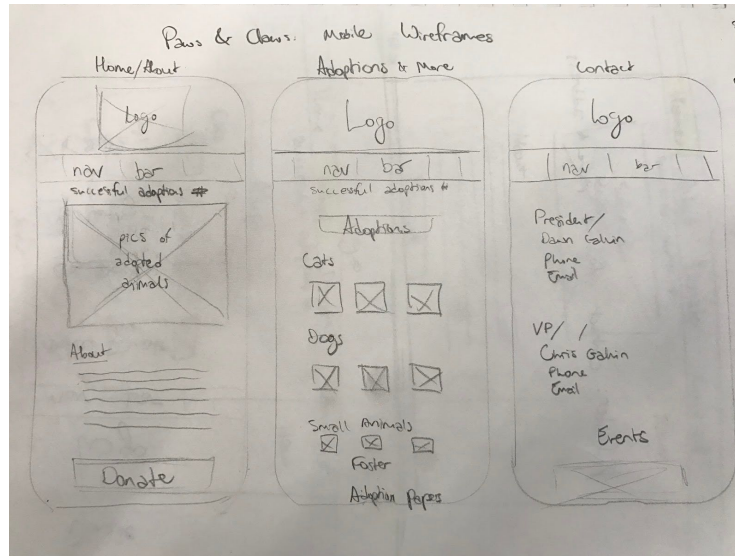 Paws & Claws: Mobile Wireframes
Home/About
Logo
nav bar
successful adoptions #
pics of
adopted
animals
About
Donate
Adoptions & More
Logo
nav bar
successful adoptions #
Adoptions
Cats
Dogs
Small Animals
Foster
Adoption Papers
Contact
Logo
nav bar
President/
Dawn Galvin
Phone
Email
VP/ /
Chris Galvin
Phone
Email
Events